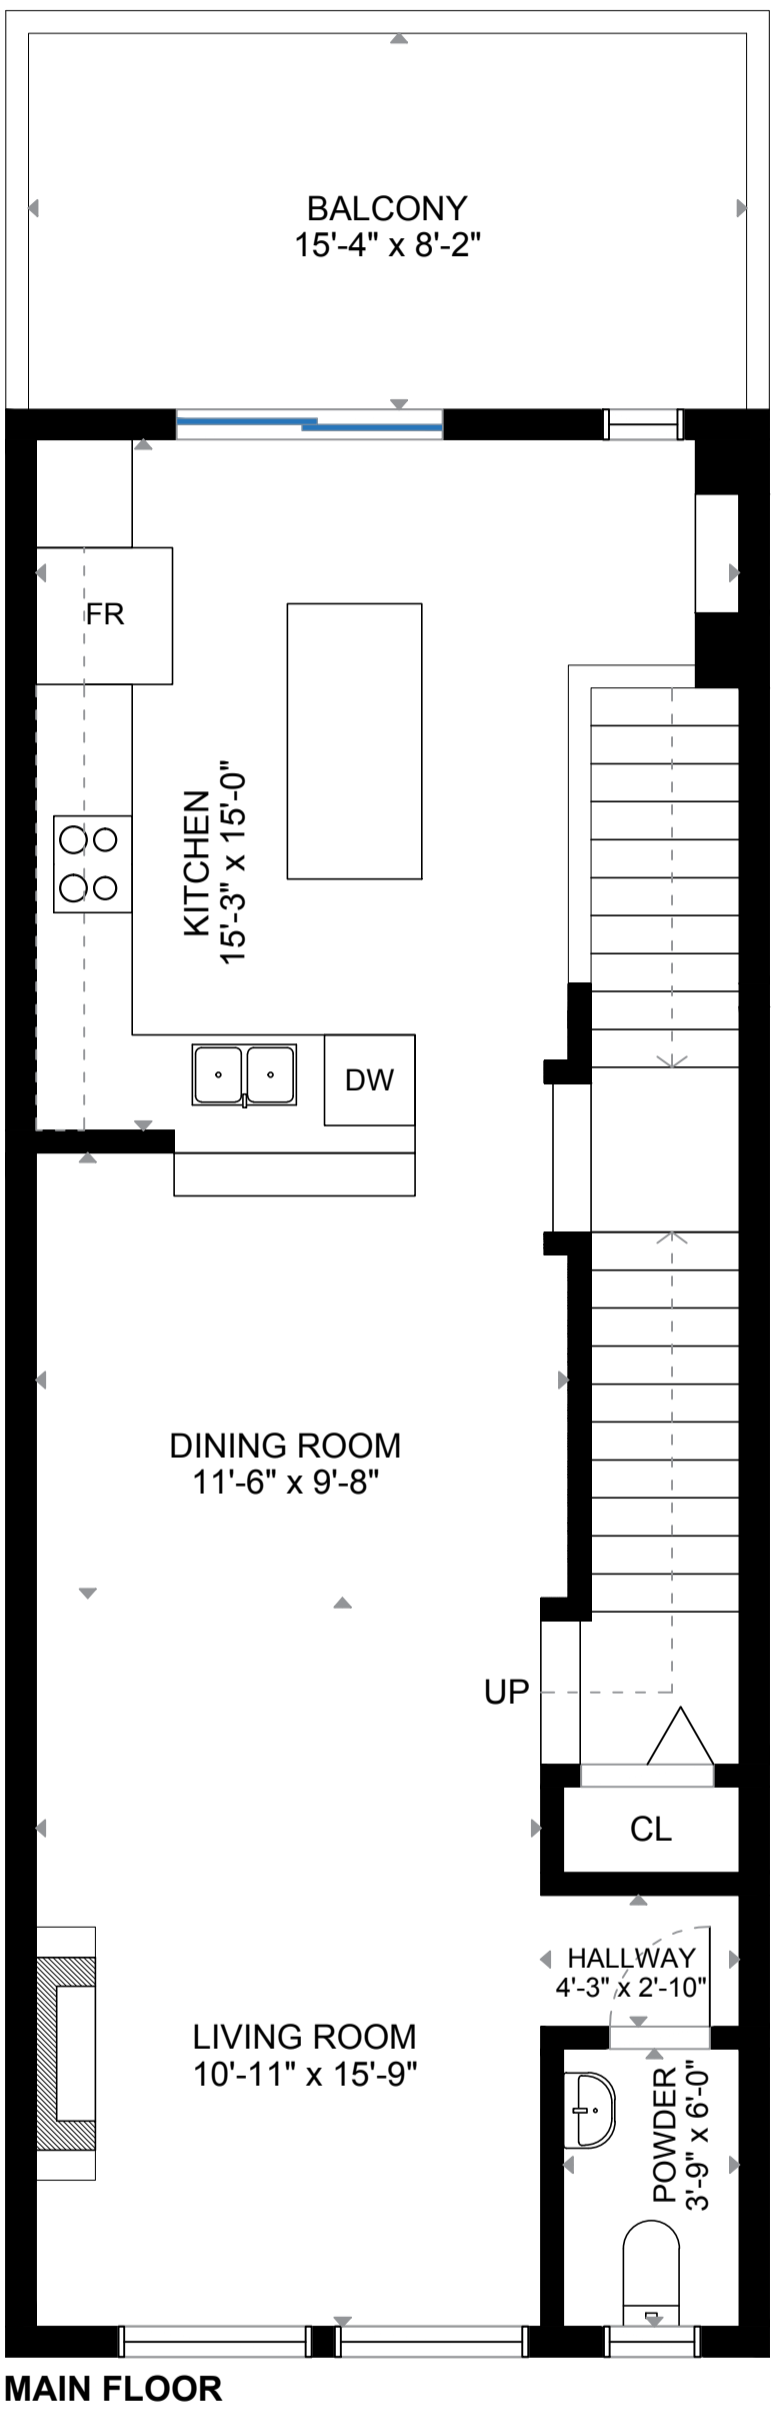 BALCONY
15'-4" x 8'-2"
FR
KITCHEN
15'-3" x 15'-0"
DW
DINING ROOM
11'-6" x 9'-8"
UP
CL
HALLWAY
4'-3" x 2'-10"
LIVING ROOM
10'-11" x 15'-9"
POWDER
3'-9" x 6'-0"
MAIN FLOOR